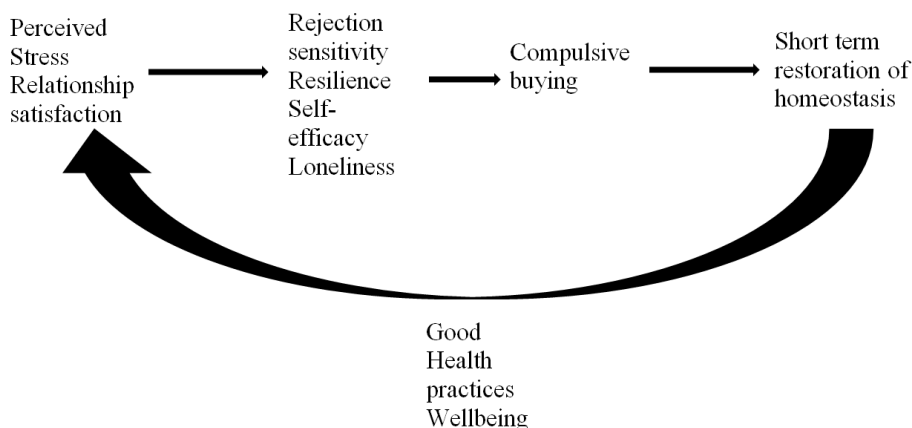 Perceived
Stress
Relationship
satisfaction
Rejection
sensitivity
Resilience
Self-
efficacy
Loneliness
Compulsive
buying
Short term
restoration of
homeostasis
Good
Health
practices
Wellbeing